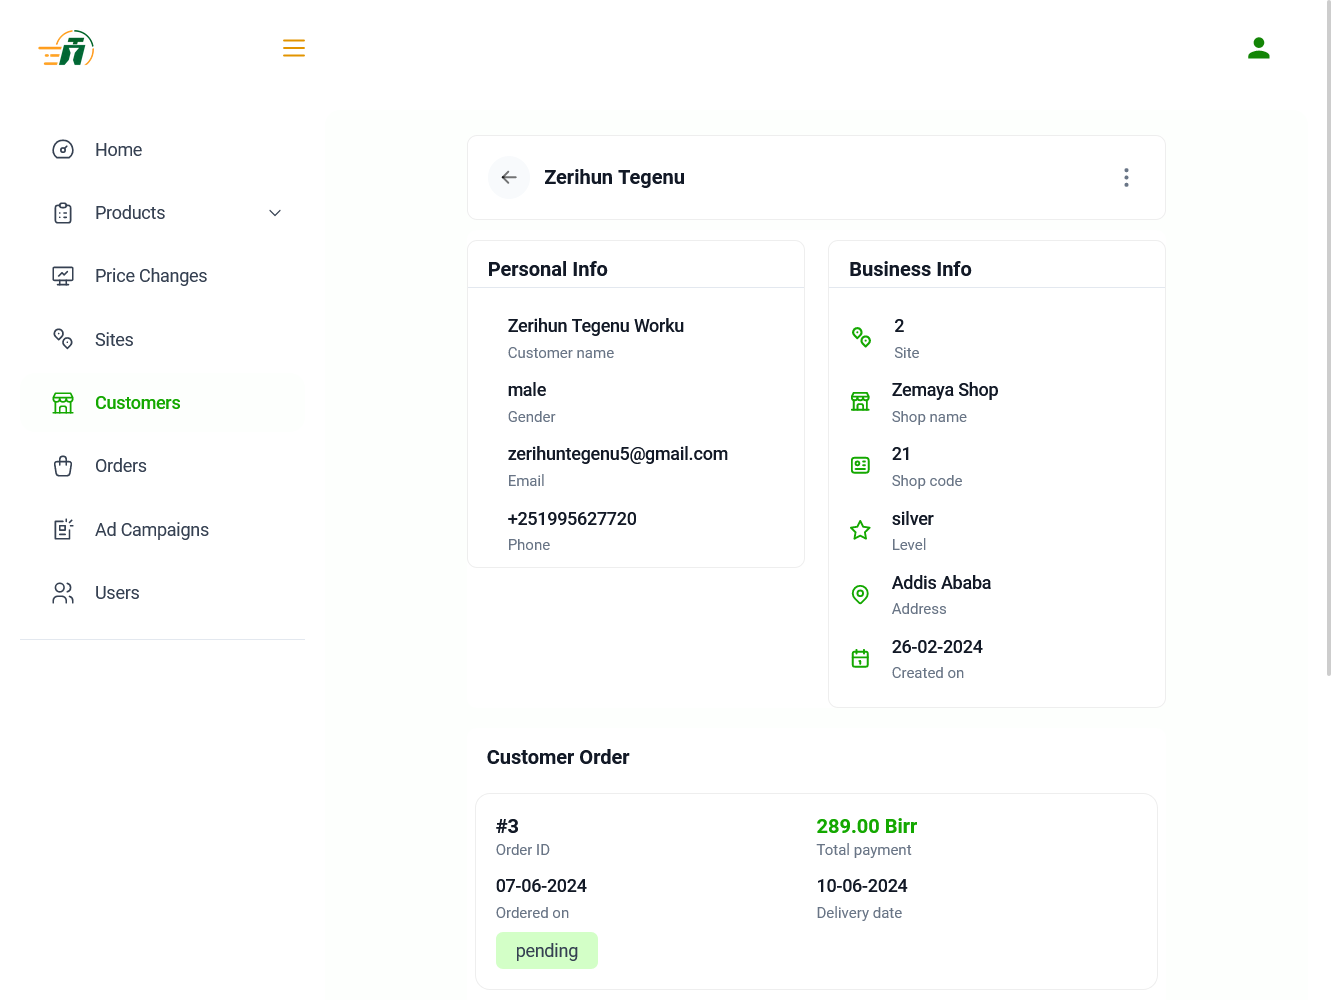 Home
Products
Price Changes
Sites
Customers
Orders
Ad Campaigns
Users
Zerihun Tegenu
Personal Info
Zerihun Tegenu Worku
Customer name
male
Gender
zerihuntegenu5@gmail.com
Email
+251995627720
Phone
Business Info
2
Site
Zemaya Shop
Shop name
21
Shop code
silver
Level
Addis Ababa
Address
26-02-2024
Created on
Customer Order
#3
Order ID
289.00 Birr
Total payment
07-06-2024
Ordered on
10-06-2024
Delivery date
pending